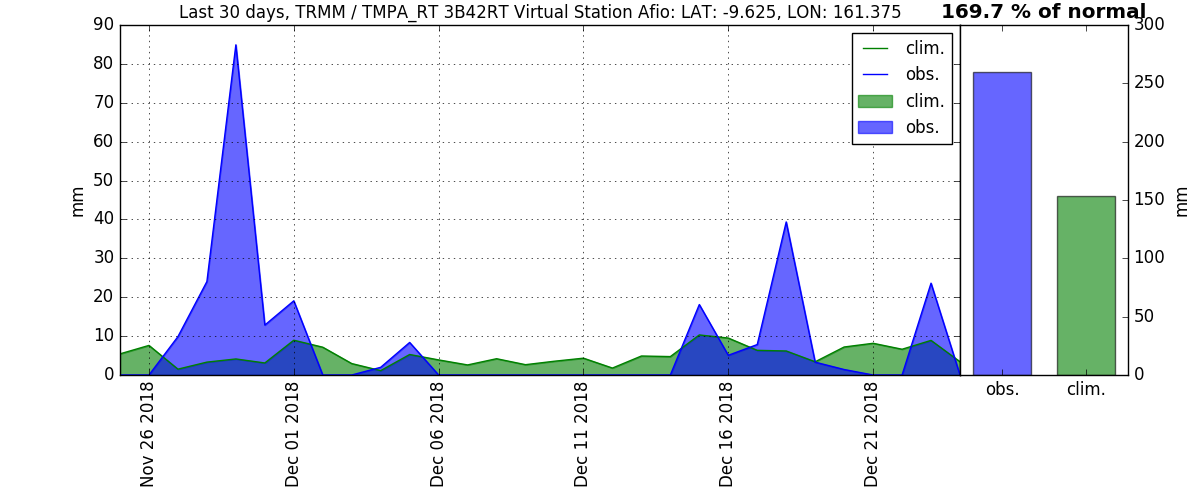 Last 30 days, TRMM / TMPA_RT 3B42RT Virtual Station Afio: LAT: -9.625, LON: 161.375
169.7 % of normal
90
80
70
60
50
40
30
20
10
0
mm
clim.
obs.
clim.
obs.
300
250
200
150
100
50
0
mm
Nov 26 2018
Dec 01 2018
Dec 06 2018
Dec 11 2018
Dec 16 2018
Dec 21 2018
obs.
clim.